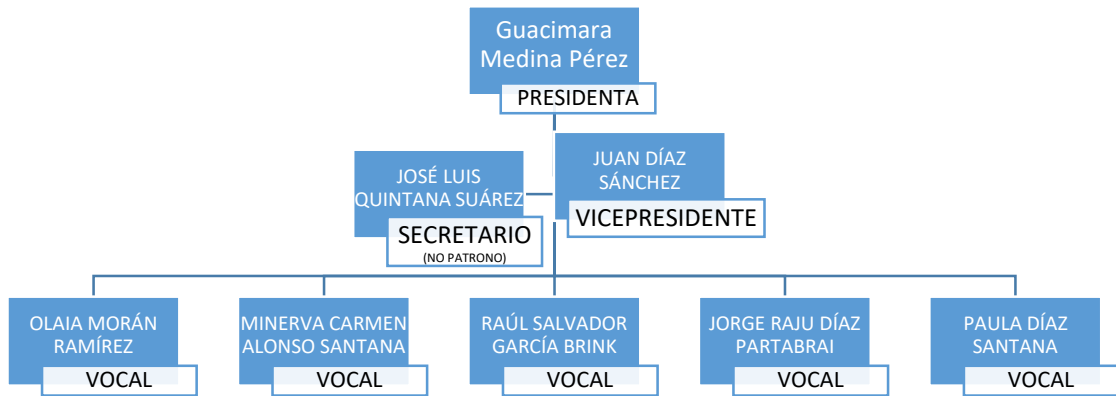 Guacimara
Medina Pérez
PRESIDENTA
JOSÉ LUIS
QUINTANA SUÁREZ
SECRETARIO
(NO PATRONO)
JUAN DÍAZ
SÁNCHEZ
VICEPRESIDENTE
OLAIA MORÁN
RAMÍREZ
VOCAL
MINERVA CARMEN
ALONSO SANTANA
VOCAL
RAÚL SALVADOR
GARCÍA BRINK
VOCAL
JORGE RAJU DÍAZ
PARTABRAI
VOCAL
PAULA DÍAZ
SANTANA
VOCAL